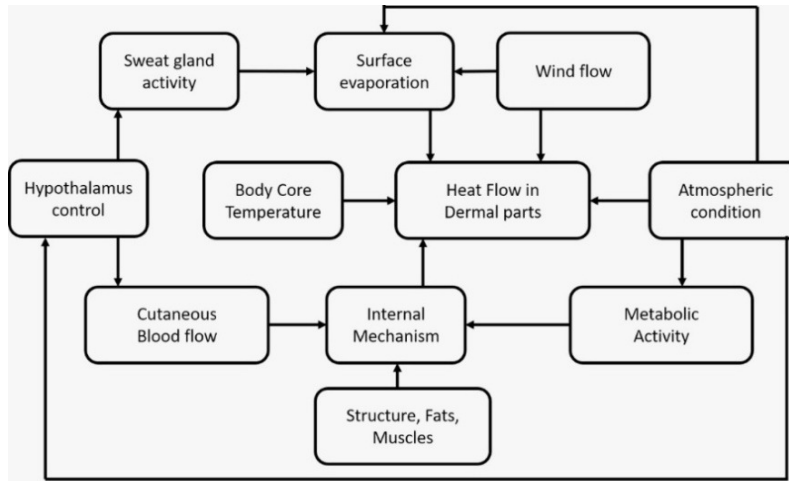 Sweat gland
activity
Surface
evaporation
Wind flow
Hypothalamus
control
Body Core
Temperature
Heat Flow in
Dermal parts
Atmospheric
condition
Cutaneous
Blood flow
Internal
Mechanism
Metabolic
Activity
Structure, Fats,
Muscles